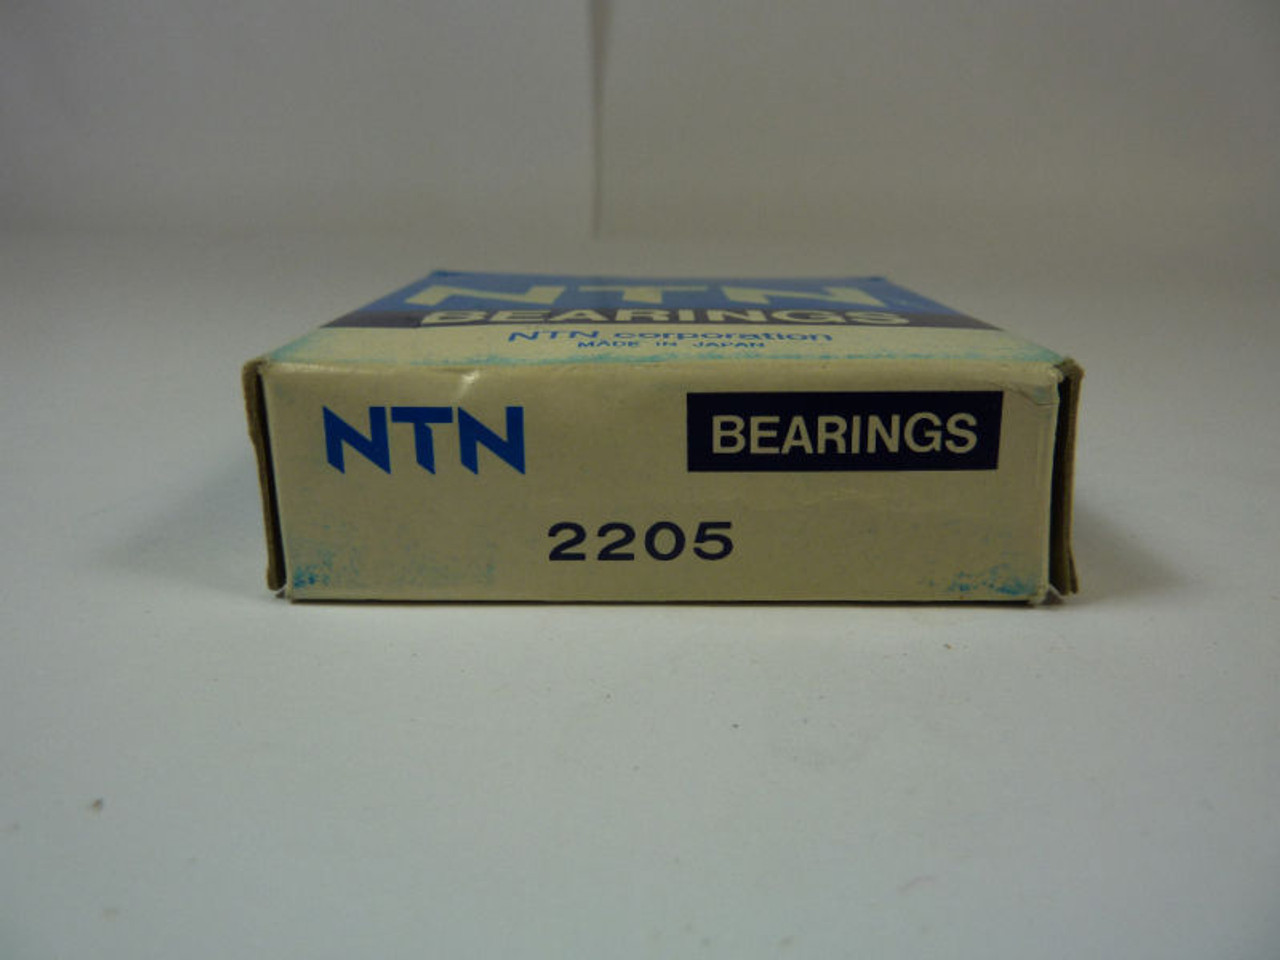 NTN
BEARINGS
NTN corporation
MADE IN JAPAN
NTN BEARINGS
2205